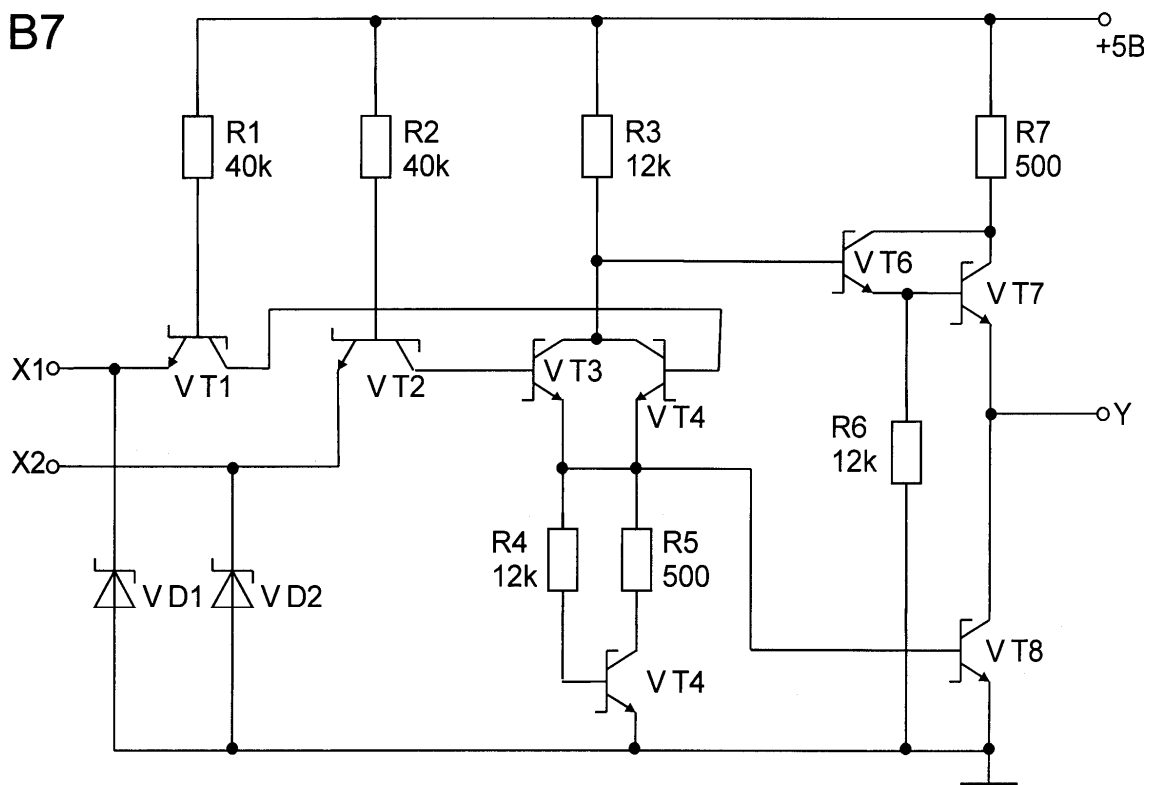 B7
+5B
R1
40k
R2
40k
R3
12k
R7
500
VT6
VT7
X1
VT1
VT2
VT3
VT4
Y
X2
R6
12k
R4
12k
R5
500
VD1
VD2
VT4
VT8